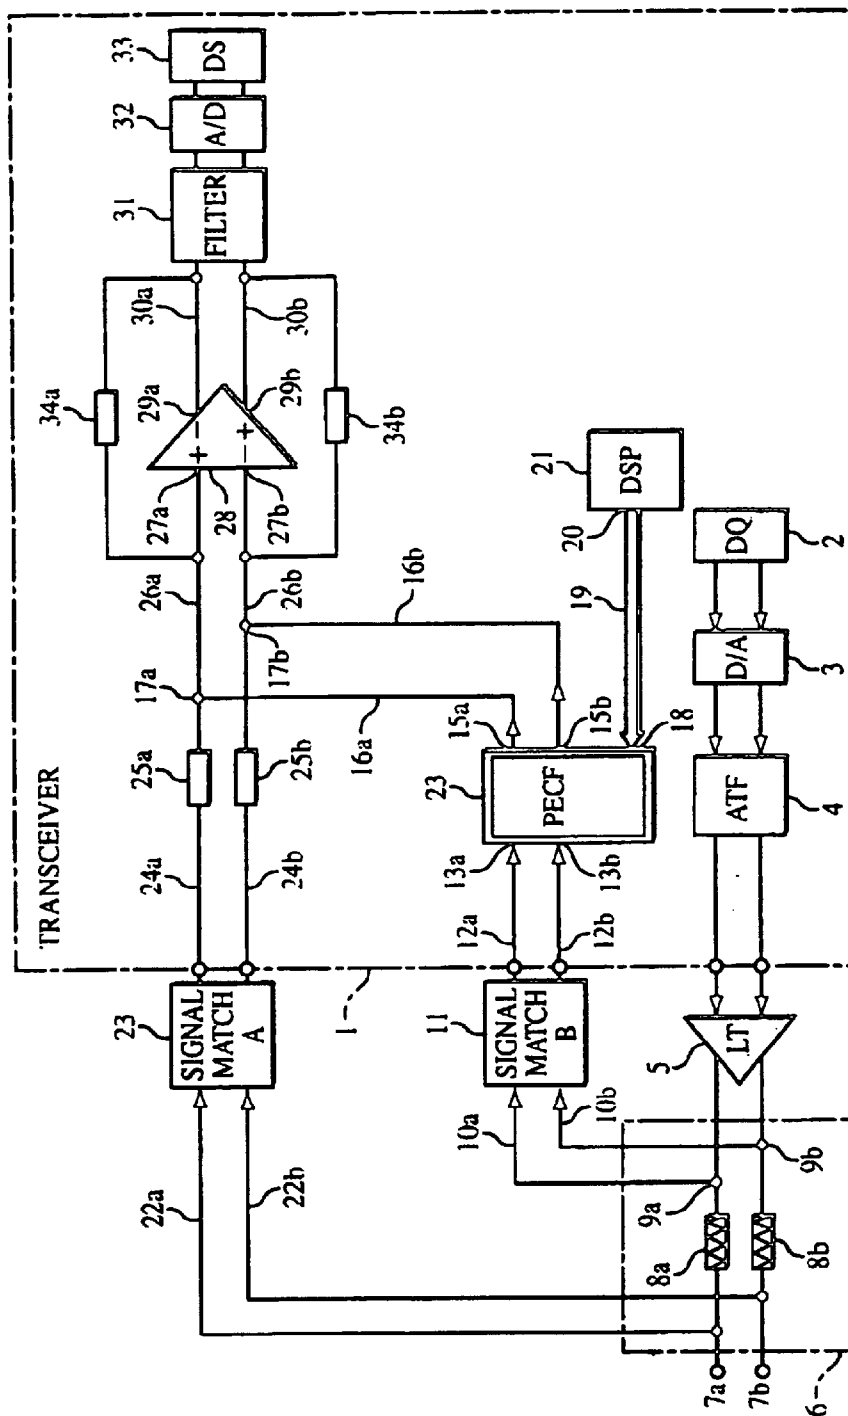 TRANSCEIVER
22a
22b
23
SIGNAL
MATCH
A
24a
24b
25a
25b
17a
17b
26a
26b
27a
27b
28
+
−
−
+
29a
29b
34a
34b
30a
30b
31
FILTER
32
A/D
33
DS
1
10a
10b
11
SIGNAL
MATCH
B
12a
12b
13a
13b
23
PECF
15a
15b
16a
16b
18
19
20
21
DSP
6
7a
7b
8a
8b
9a
9b
5
LT
ATF
4
D/A
3
DQ
2